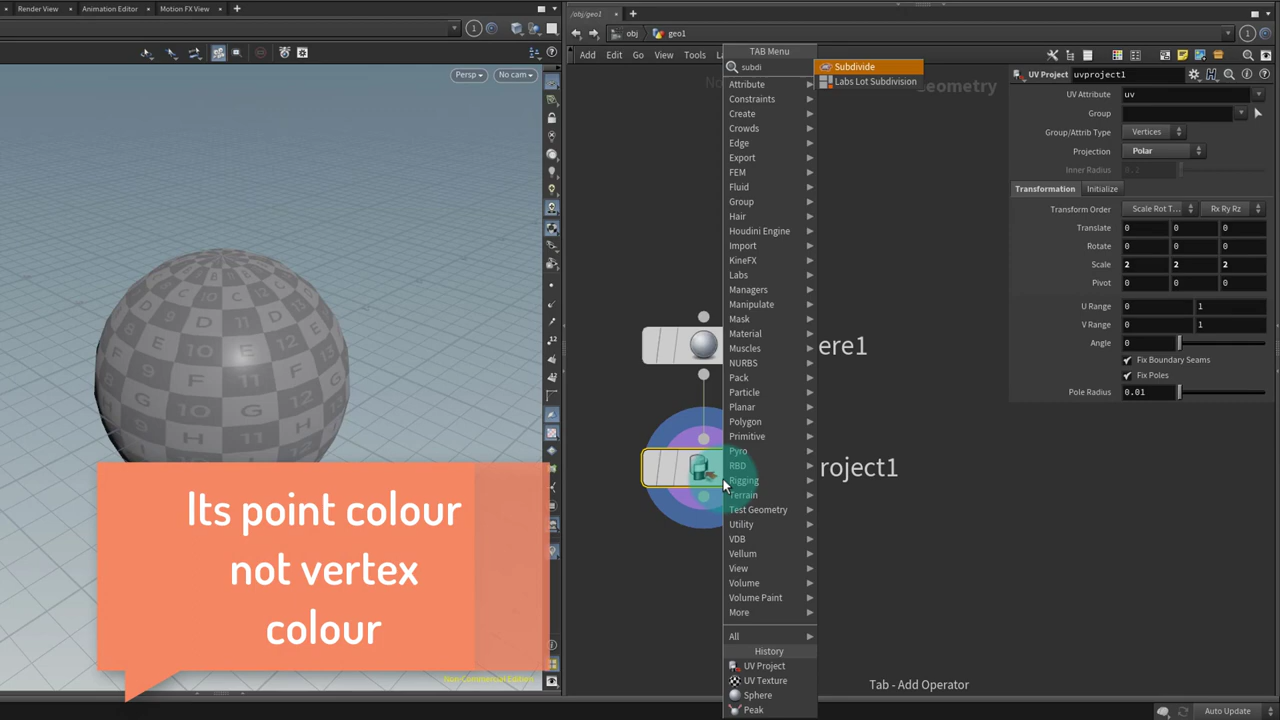 Render View
Animation Editor
Motion FX View
/obj/geo1
obj
geo1
Add Edit Go View Tools
TAB Menu
subdi
Subdivide
Labs Lot Subdivision
Persp
No cam
Geometry
Attribute
Constraints
Create
Crowds
Edge
Export
FEM
Fluid
Group
Hair
Houdini Engine
Import
KineFX
Labs
Managers
Manipulate
Mask
Material
Muscles
NURBS
Pack
Particle
Planar
Polygon
Primitive
Pyro
RBD
Rigging
Terrain
Test Geometry
Utility
VDB
Vellum
View
Volume
Volume Paint
More
All
History
UV Project
UV Texture
Sphere
Peak
ere1
roject1
UV Project uvproject1
UV Attribute uv
Group
Group/Attrib Type Vertices
Projection Polar
Inner Radius 0.2
Transformation Initialize
Transform Order Scale Rot T... Rx Ry Rz
Translate 0 0 0
Rotate 0 0 0
Scale 2 2 2
Pivot 0 0 0
U Range 0 1
V Range 0 1
Angle 0
Fix Boundary Seams
Fix Poles
Pole Radius 0.01
Its point colour
not vertex
colour
Non-Commercial Edition
Tab - Add Operator
Auto Update